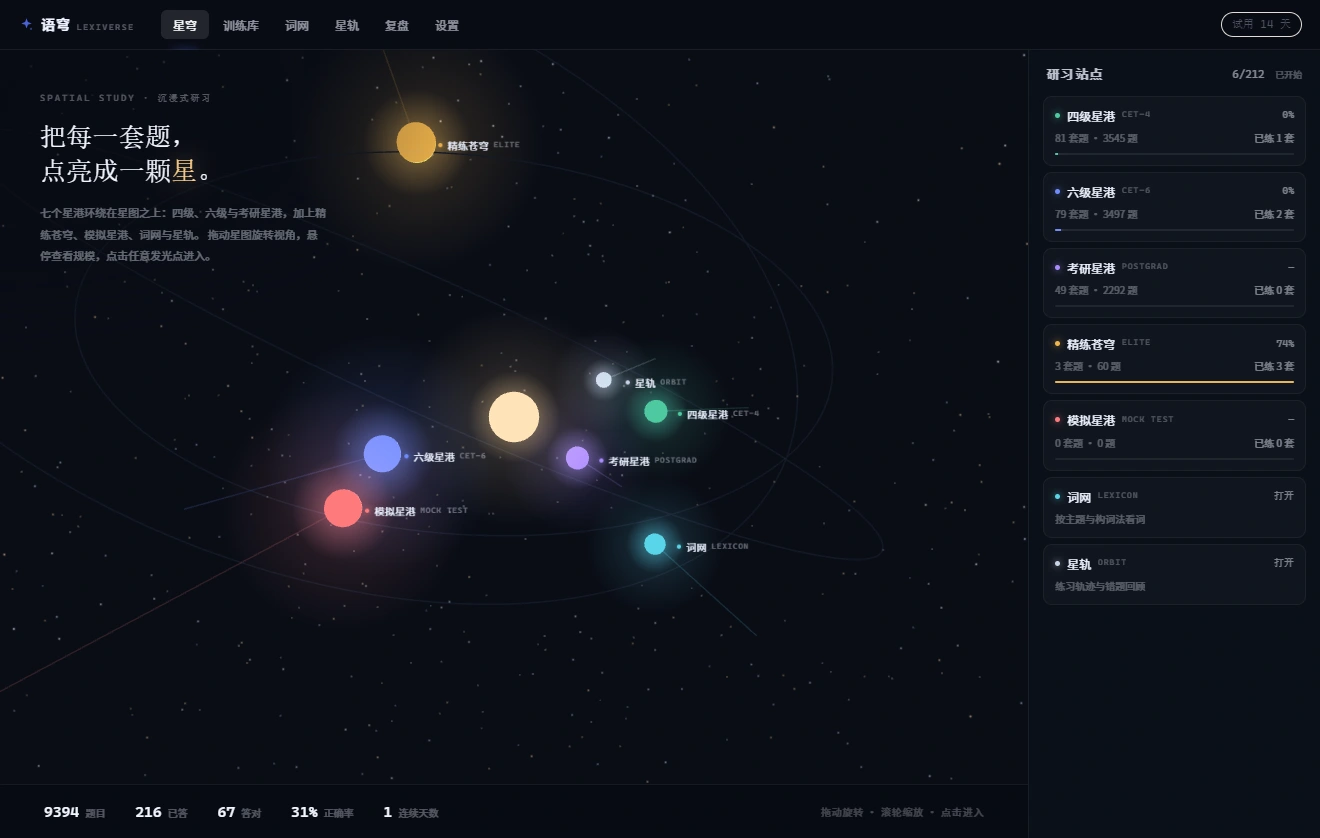 语穹 LEXIVERSE 星穹 训练库 词网 星轨 复盘 设置 试用 14 天
SPATIAL STUDY · 沉浸式研习
把每一套题，
点亮成一颗星。
七个星港环绕在星图之上：四级、六级与考研星港，加上精
练苍穹、模拟星港、词网与星轨。 拖动星图旋转视角，悬
停查看规模，点击任意发光点进入。
精练苍穹 ELITE
星轨 ORBIT
四级星港 CET-4
六级星港 CET-6
考研星港 POSTGRAD
模拟星港 MOCK TEST
词网 LEXICON
9394 题目 216 已答 67 答对 31% 正确率 1 连续天数
拖动旋转 · 滚轮缩放 · 点击进入
研习站点 6/212 已开始
四级星港 CET-4 0%
81 套题 · 3545 题 已练 1 套
六级星港 CET-6 0%
79 套题 · 3497 题 已练 2 套
考研星港 POSTGRAD —
49 套题 · 2292 题 已练 0 套
精练苍穹 ELITE 74%
3 套题 · 60 题 已练 3 套
模拟星港 MOCK TEST —
0 套题 · 0 题 已练 0 套
词网 LEXICON 打开
按主题与构词法看词
星轨 ORBIT 打开
练习轨迹与错题回顾